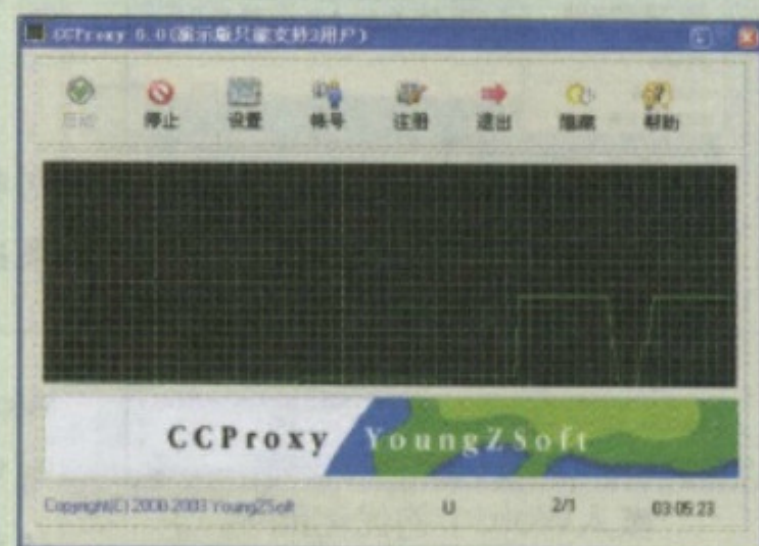 CCProxy 6.0(演示版只能支持3用户)
启动 停止 设置 帐号 注册 退出 隐藏 帮助
CCProxy YoungZSoft
Copyright(C) 2000-2003 YoungZSoft U 2/1 03:05:23